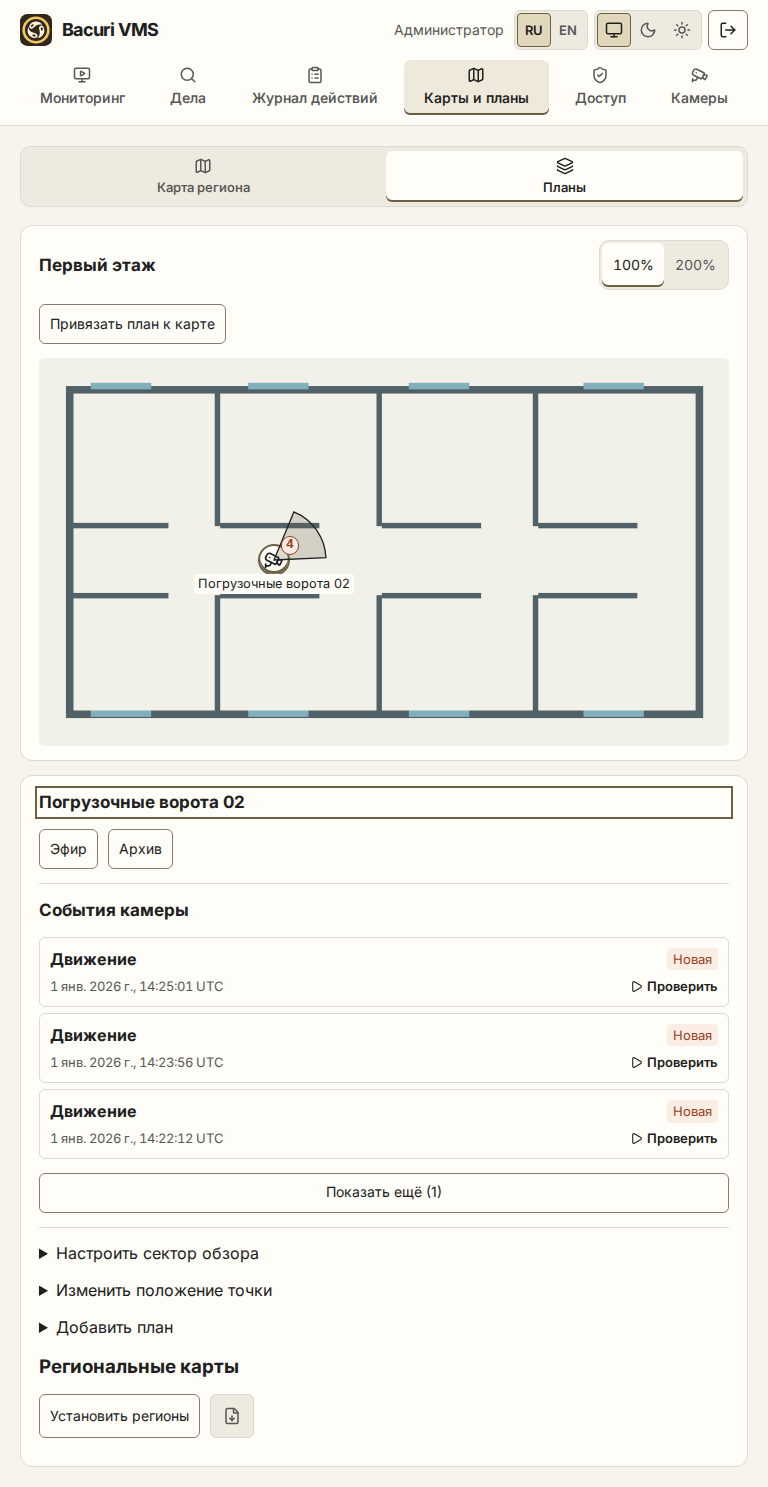 Bacuri VMS
Администратор
RU EN
Мониторинг
Дела
Журнал действий
Карты и планы
Доступ
Камеры
Карта региона
Планы
Первый этаж
100% 200%
Привязать план к карте
4
Погрузочные ворота 02
Погрузочные ворота 02
Эфир
Архив
События камеры
Движение
Новая
1 янв. 2026 г., 14:25:01 UTC
Проверить
Движение
Новая
1 янв. 2026 г., 14:23:56 UTC
Проверить
Движение
Новая
1 янв. 2026 г., 14:22:12 UTC
Проверить
Показать ещё (1)
Настроить сектор обзора
Изменить положение точки
Добавить план
Региональные карты
Установить регионы